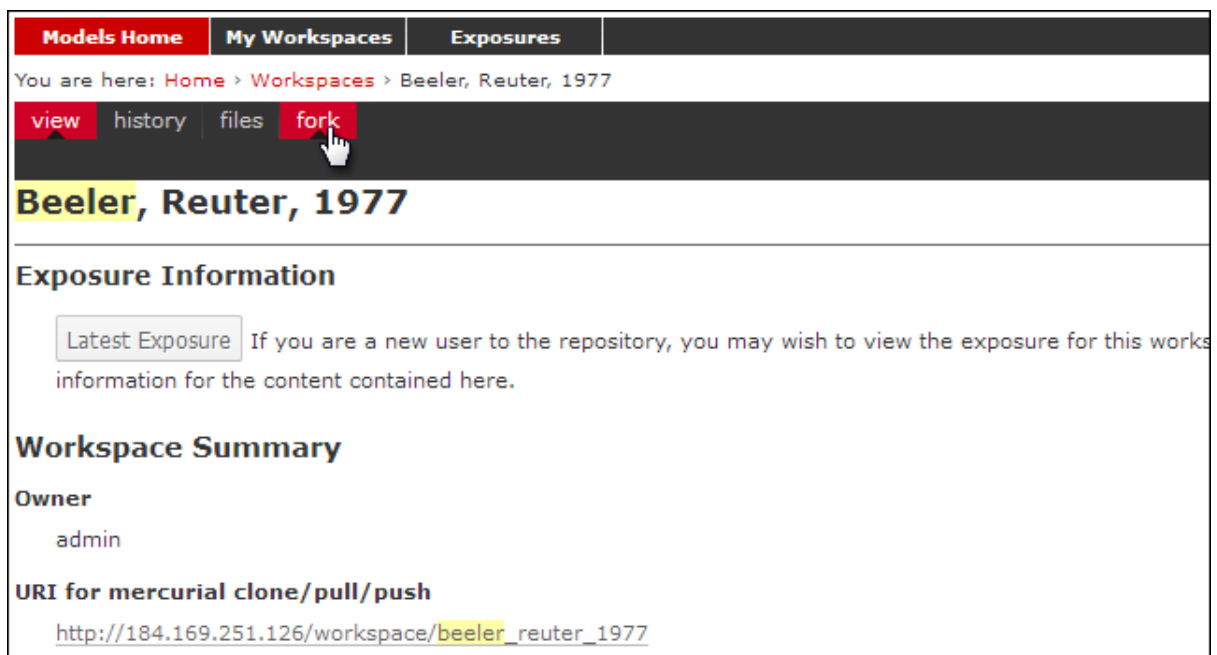 Models Home My Workspaces Exposures
You are here: Home › Workspaces › Beeler, Reuter, 1977
view history files fork
Beeler, Reuter, 1977
Exposure Information
Latest Exposure If you are a new user to the repository, you may wish to view the exposure for this works
information for the content contained here.
Workspace Summary
Owner
admin
URI for mercurial clone/pull/push
http://184.169.251.126/workspace/beeler_reuter_1977